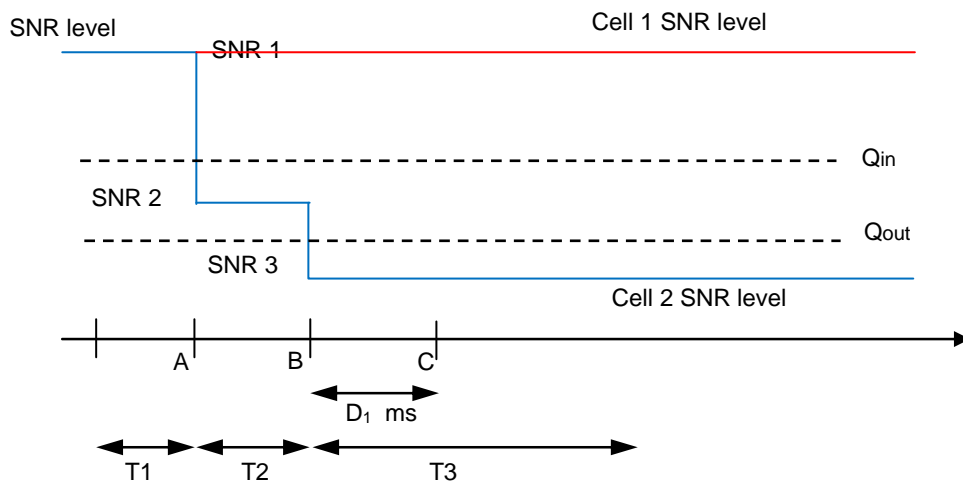 SNR level
Cell 1 SNR level
SNR 1
Qin
SNR 2
Qout
SNR 3
Cell 2 SNR level
A B C
D1 ms
T1 T2 T3